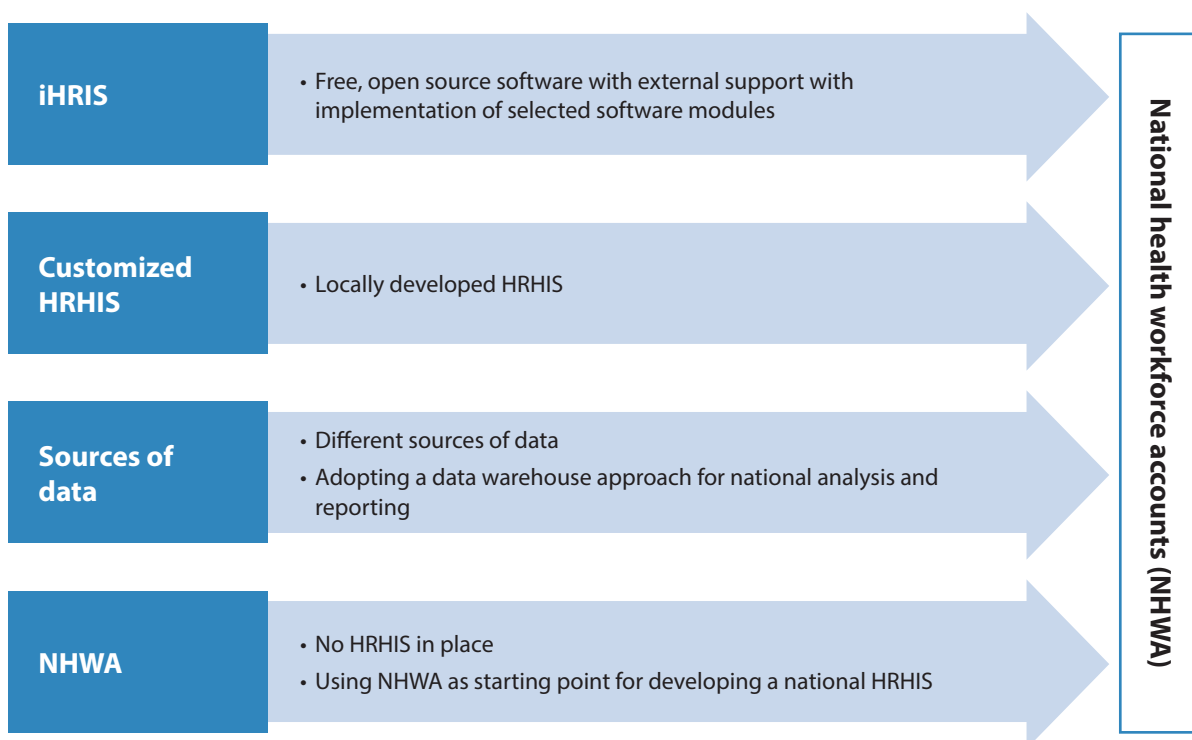 iHRIS
• Free, open source software with external support with
implementation of selected software modules
Customized
HRHIS
• Locally developed HRHIS
Sources of
data
• Different sources of data
• Adopting a data warehouse approach for national analysis and
reporting
NHWA
• No HRHIS in place
• Using NHWA as starting point for developing a national HRHIS
National health workforce accounts (NHWA)